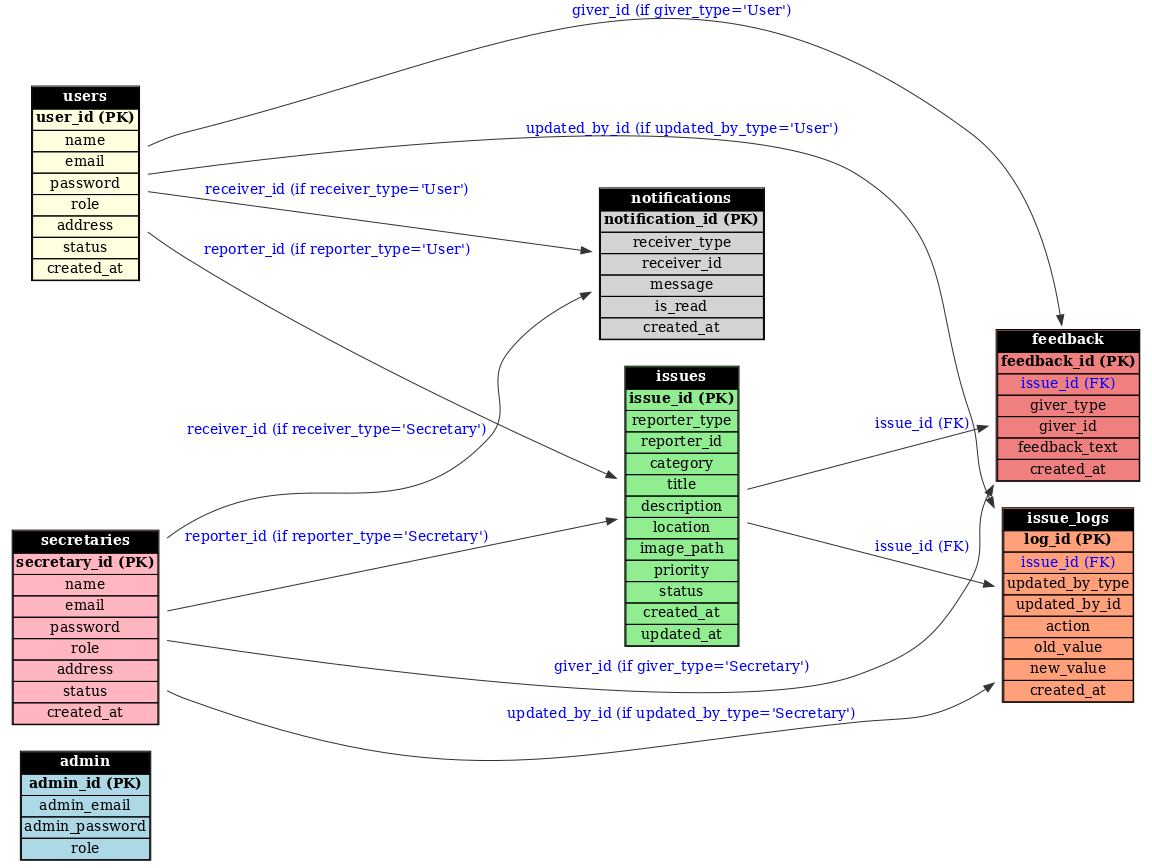 giver_id (if giver_type='User')
users
user_id (PK)
name
email
password
role
address
status
created_at
updated_by_id (if updated_by_type='User')
receiver_id (if receiver_type='User')
reporter_id (if reporter_type='User')
notifications
notification_id (PK)
receiver_type
receiver_id
message
is_read
created_at
feedback
feedback_id (PK)
issue_id (FK)
giver_type
giver_id
feedback_text
created_at
issues
issue_id (PK)
reporter_type
reporter_id
category
title
description
location
image_path
priority
status
created_at
updated_at
issue_id (FK)
receiver_id (if receiver_type='Secretary')
reporter_id (if reporter_type='Secretary')
issue_id (FK)
issue_logs
log_id (PK)
issue_id (FK)
updated_by_type
updated_by_id
action
old_value
new_value
created_at
secretaries
secretary_id (PK)
name
email
password
role
address
status
created_at
giver_id (if giver_type='Secretary')
updated_by_id (if updated_by_type='Secretary')
admin
admin_id (PK)
admin_email
admin_password
role